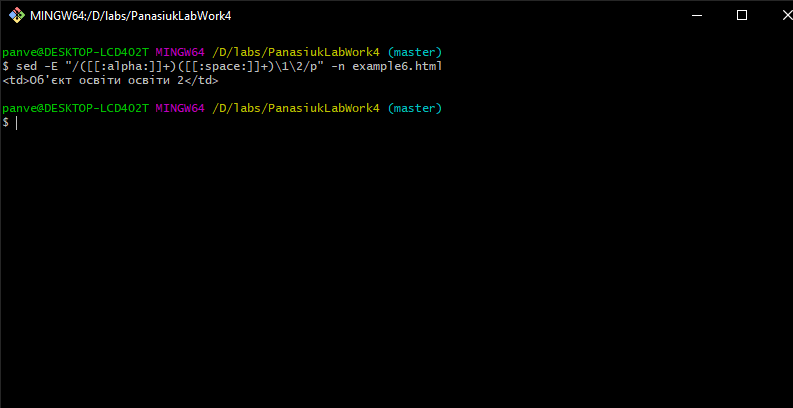 MINGW64:/D/labs/PanasiukLabWork4
panve@DESKTOP-LCD402T MINGW64 /D/labs/PanasiukLabWork4 (master)
$ sed -E "/([[:alpha:]]+)([[:space:]]+)\1\2/p" -n example6.html
<td>Об'єкт освіти освіти 2</td>
panve@DESKTOP-LCD402T MINGW64 /D/labs/PanasiukLabWork4 (master)
$